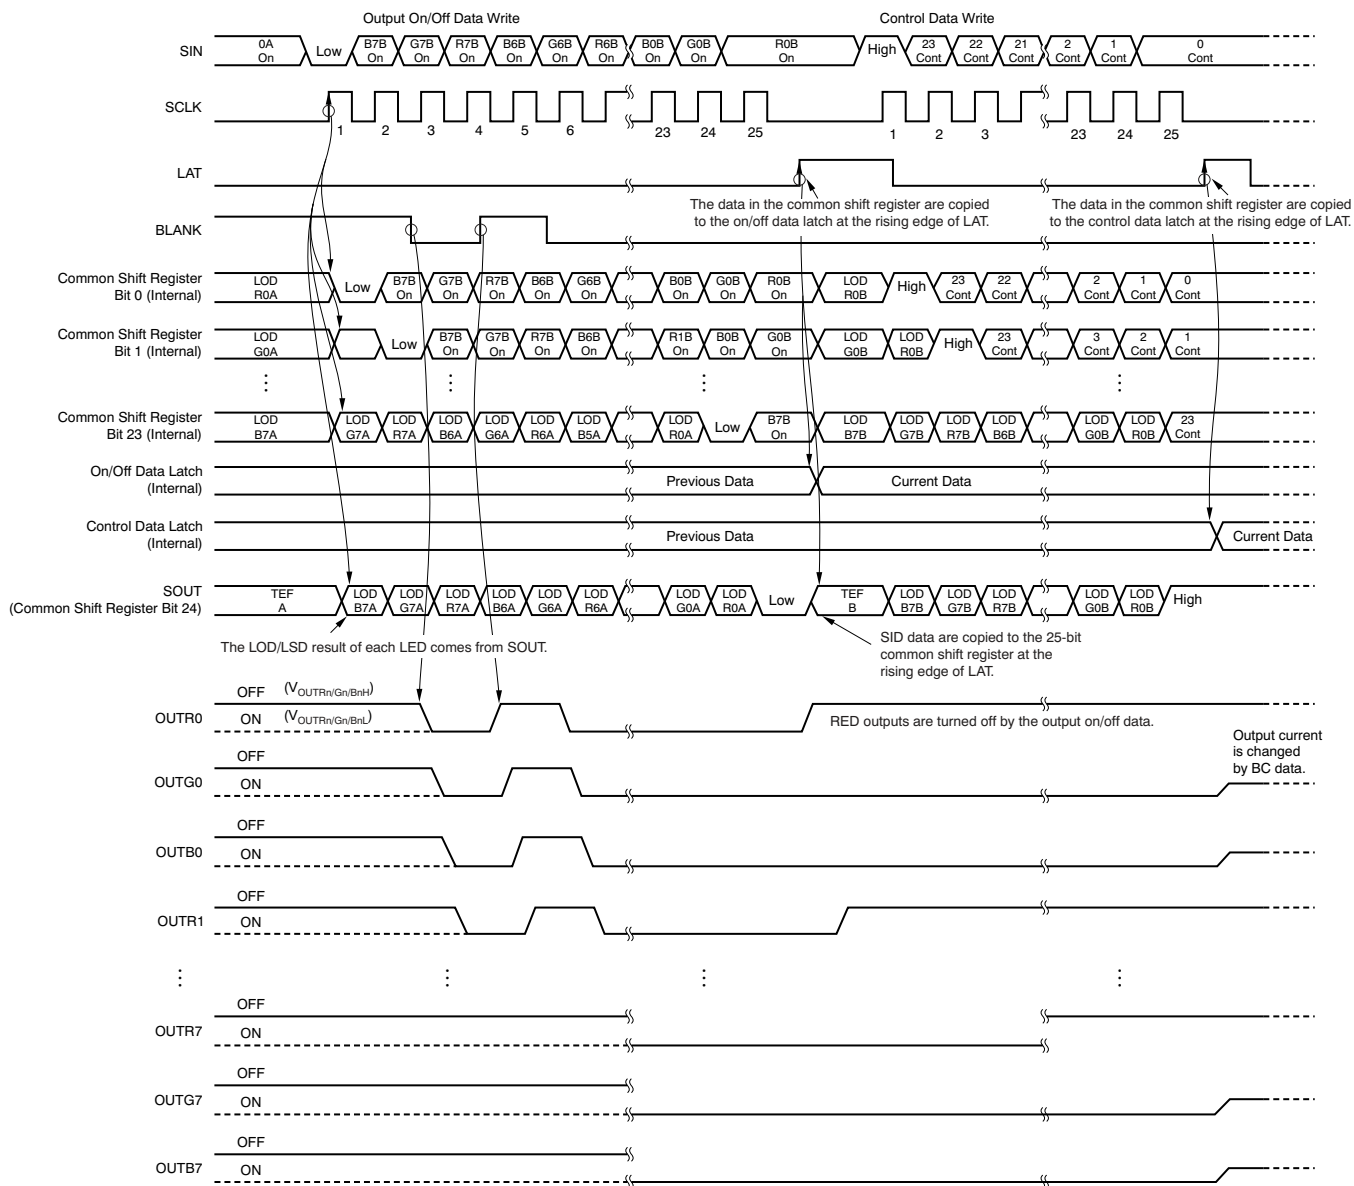 Output On/Off Data Write
Control Data Write
SIN
0A On
Low
B7B On
G7B On
R7B On
B6B On
G6B On
R6B On
B0B On
G0B On
R0B On
High
23 Cont
22 Cont
21 Cont
2 Cont
1 Cont
0 Cont
SCLK
1 2 3 4 5 6 23 24 25 1 2 3 23 24 25
LAT
The data in the common shift register are copied
to the on/off data latch at the rising edge of LAT.
The data in the common shift register are copied
to the control data latch at the rising edge of LAT.
BLANK
Common Shift Register
Bit 0 (Internal)
LOD R0A
Low
B7B On
G7B On
R7B On
B6B On
G6B On
B0B On
G0B On
R0B On
LOD R0B
High
23 Cont
22 Cont
2 Cont
1 Cont
0 Cont
Common Shift Register
Bit 1 (Internal)
LOD G0A
Low
B7B On
G7B On
R7B On
B6B On
R1B On
B0B On
G0B On
LOD G0B
LOD R0B
High
23 Cont
3 Cont
2 Cont
1 Cont
Common Shift Register
Bit 23 (Internal)
LOD B7A
LOD G7A
LOD R7A
LOD B6A
LOD G6A
LOD R6A
LOD B5A
LOD R0A
Low
B7B On
LOD B7B
LOD G7B
LOD R7B
LOD B6B
LOD G0B
LOD R0B
23 Cont
On/Off Data Latch
(Internal)
Previous Data
Current Data
Control Data Latch
(Internal)
Previous Data
Current Data
SOUT
(Common Shift Register Bit 24)
TEF A
LOD B7A
LOD G7A
LOD R7A
LOD B6A
LOD G6A
LOD R6A
LOD G0A
LOD R0A
Low
TEF B
LOD B7B
LOD G7B
LOD R7B
LOD G0B
LOD R0B
High
The LOD/LSD result of each LED comes from SOUT.
SID data are copied to the 25-bit
common shift register at the
rising edge of LAT.
OUTR0
OFF (VOUTRn/Gn/BnH)
ON (VOUTRn/Gn/BnL)
RED outputs are turned off by the output on/off data.
Output current
is changed
by BC data.
OUTG0
OFF
ON
OUTB0
OFF
ON
OUTR1
OFF
ON
OUTR7
OFF
ON
OUTG7
OFF
ON
OUTB7
OFF
ON